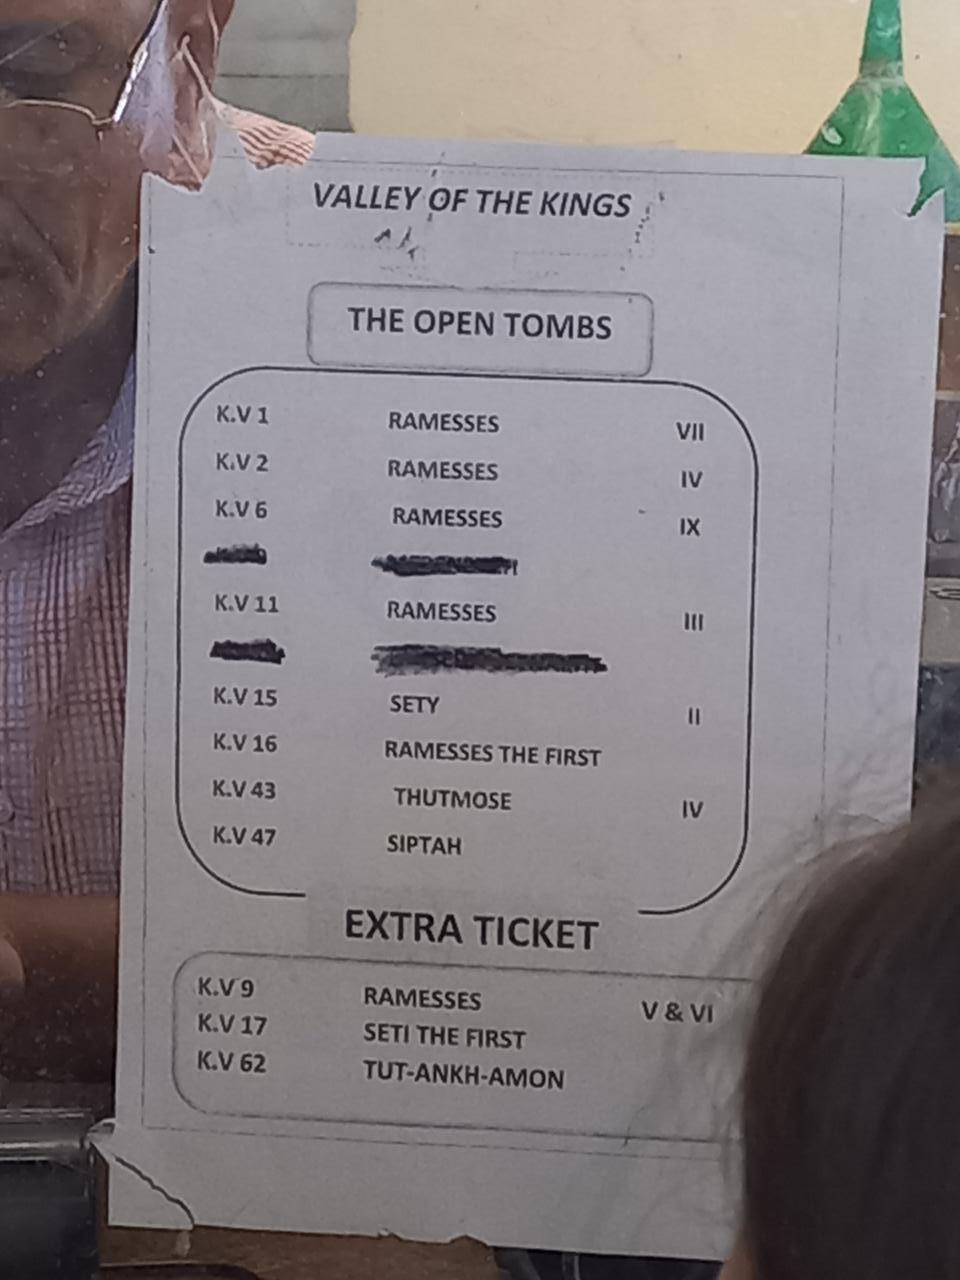 VALLEY OF THE KINGS
THE OPEN TOMBS
K.V 1 RAMESSES VII
K.V 2 RAMESSES IV
K.V 6 RAMESSES IX
K.V 11 RAMESSES III
K.V 15 SETY II
K.V 16 RAMESSES THE FIRST
K.V 43 THUTMOSE IV
K.V 47 SIPTAH
EXTRA TICKET
K.V 9 RAMESSES V & VI
K.V 17 SETI THE FIRST
K.V 62 TUT-ANKH-AMON